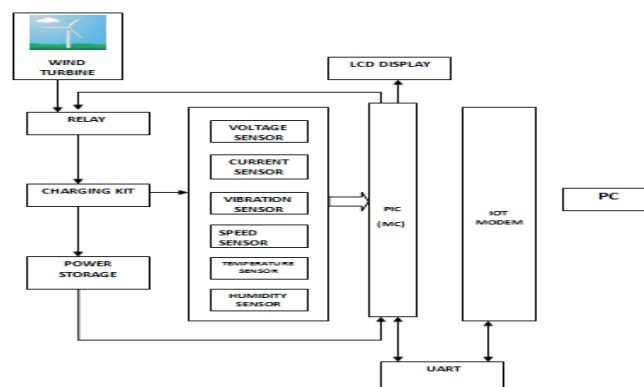 WIND
TURBINE
LCD DISPLAY
RELAY
VOLTAGE
SENSOR
CURRENT
SENSOR
CHARGING KIT
VIBRATION
SENSOR
PIC
(MC)
IOT
MODEM
PC
SPEED
SENSOR
POWER
STORAGE
TEMPERATURE
SENSOR
HUMIDITY
SENSOR
UART